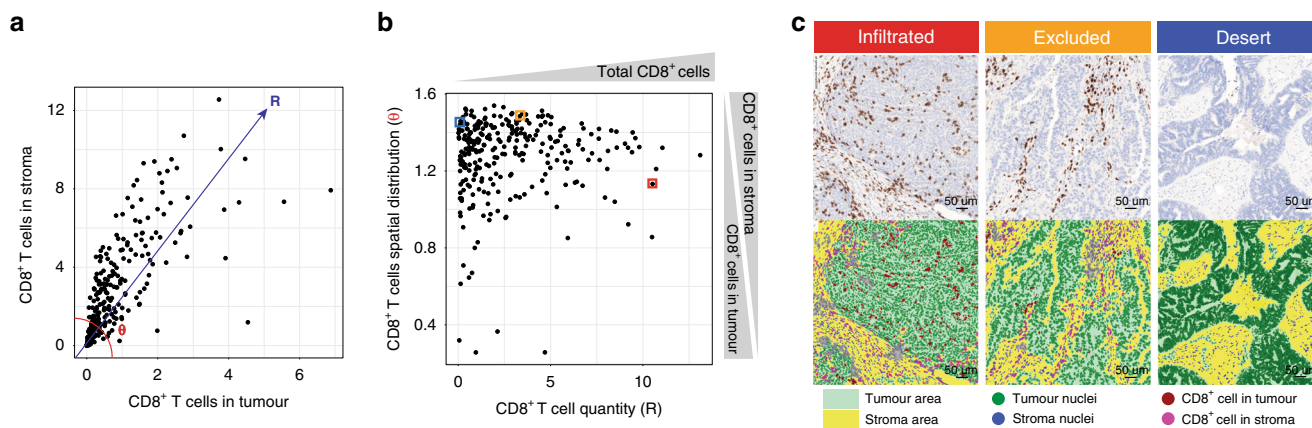 a
CD8⁺ T cells in stroma
12
8
4
0
0
2
4
6
R
θ
CD8⁺ T cells in tumour
b
Total CD8⁺ cells
CD8⁺ T cells spatial distribution (θ)
1.6
1.2
0.8
0.4
0
5
10
CD8⁺ T cell quantity (R)
CD8⁺ cells in stroma
CD8⁺ cells in tumour
c
Infiltrated
Excluded
Desert
50 um
50 um
50 um
50 um
50 um
50 um
Tumour area
Stroma area
Tumour nuclei
Stroma nuclei
CD8⁺ cell in tumour
CD8⁺ cell in stroma